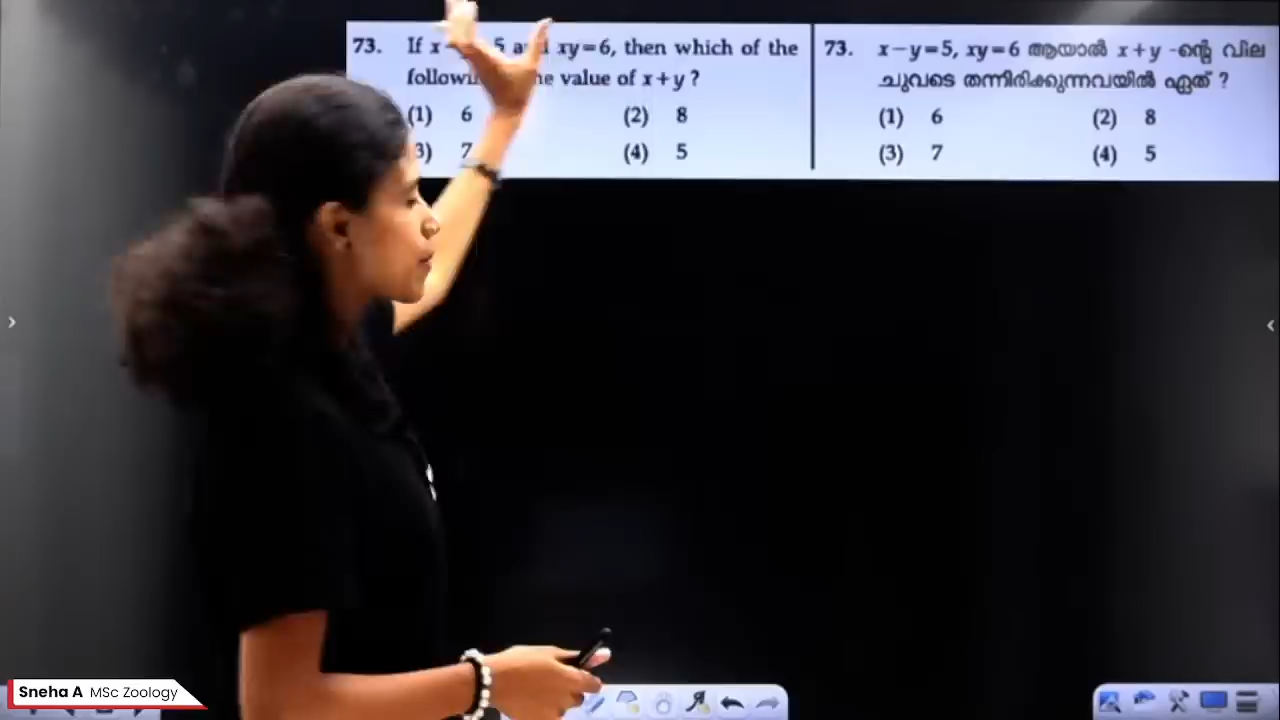 73. If x 5 xy=6, then which of the
value of x+y ?
(1) 6 (2) 8
(3) 7 (4) 5
73. x−y=5, xy=6 ആയാൽ x+y -ന്റെ വില
ചുവടെ തന്നിരിക്കുന്നവയിൽ ഏത് ?
(1) 6 (2) 8
(3) 7 (4) 5
Sneha A MSc Zoology